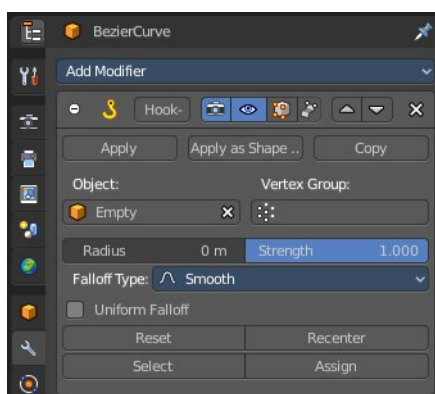 BezierCurve
Add Modifier
Hook-
Apply Apply as Shape .. Copy
Object: Vertex Group:
Empty
Radius 0 m Strength 1.000
Falloff Type: Smooth
Uniform Falloff
Reset Recenter
Select Assign